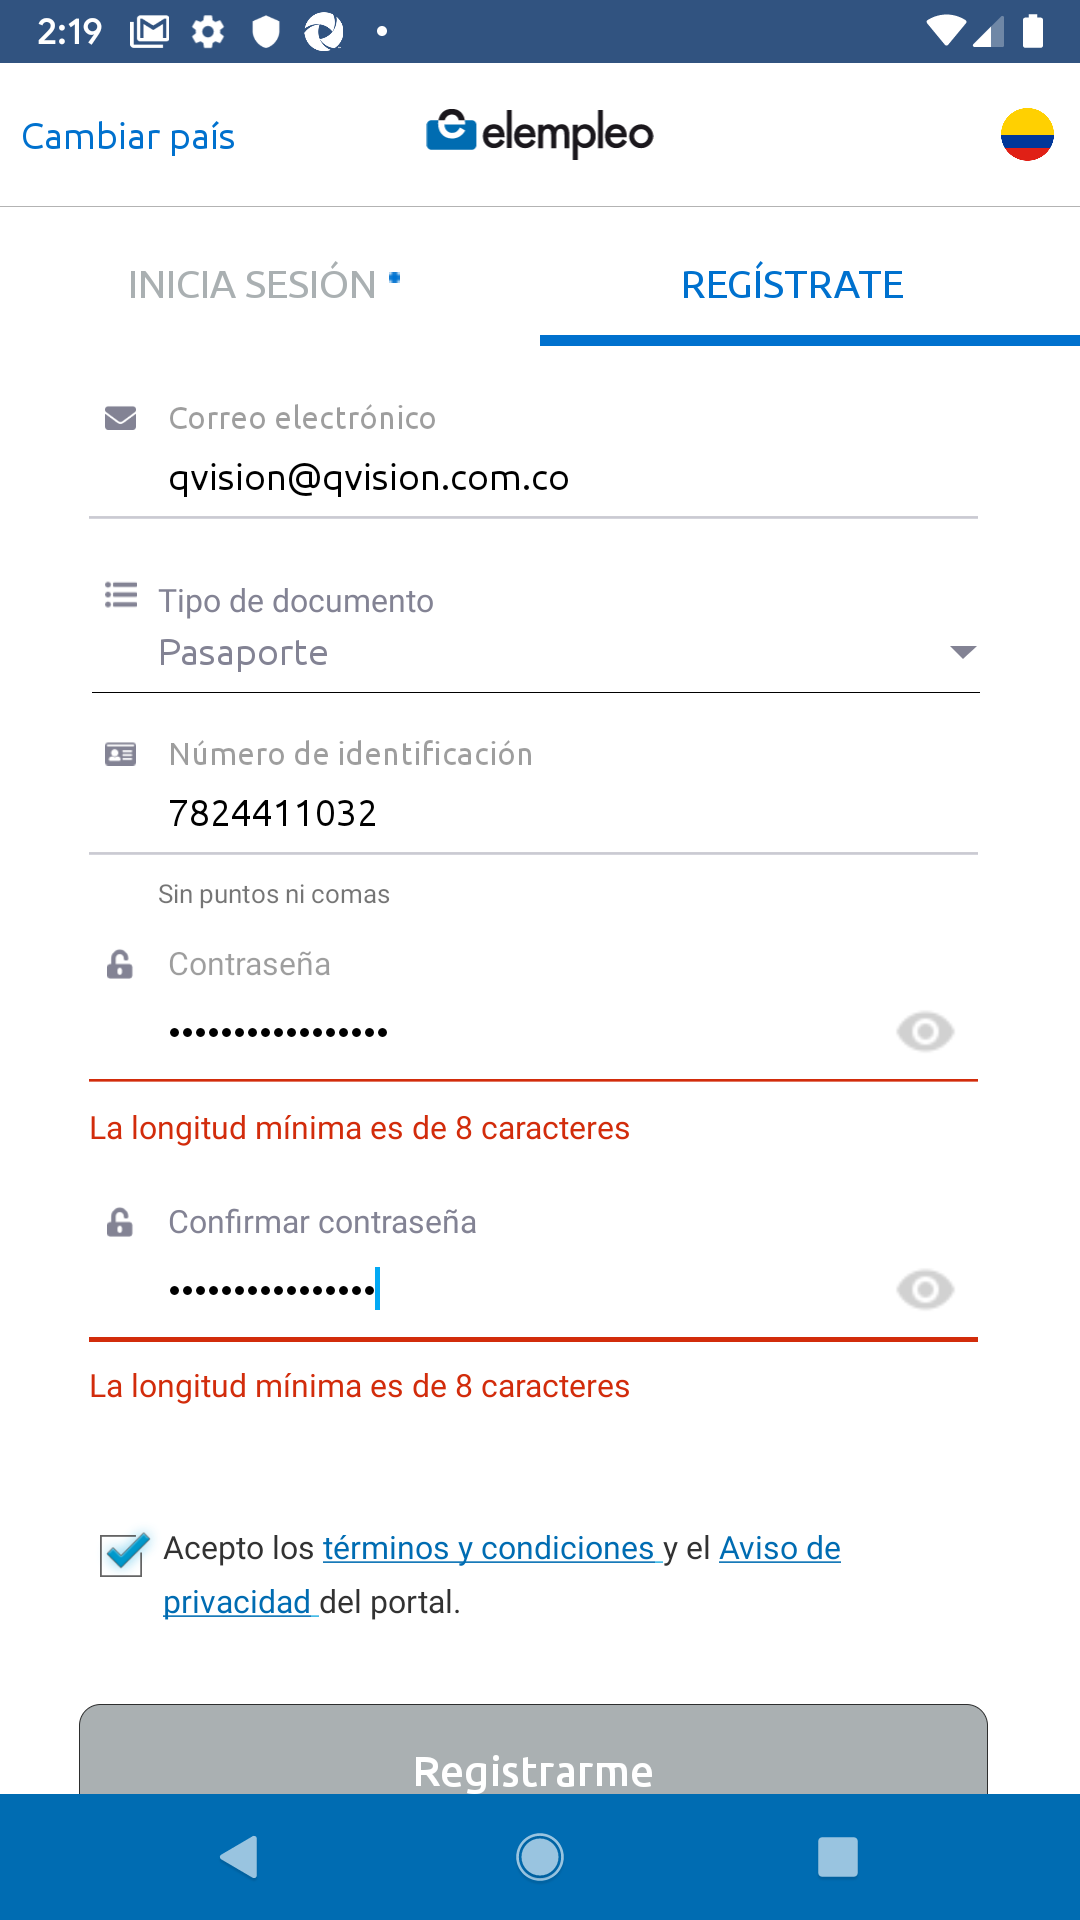 2:19
Cambiar país
elempleo
INICIA SESIÓN
REGÍSTRATE
Correo electrónico
qvision@qvision.com.co
Tipo de documento
Pasaporte
Número de identificación
7824411032
Sin puntos ni comas
Contraseña
•••••••••••••••••
La longitud mínima es de 8 caracteres
Confirmar contraseña
••••••••••••••••
La longitud mínima es de 8 caracteres
Acepto los términos y condiciones y el Aviso de
privacidad del portal.
Registrarme